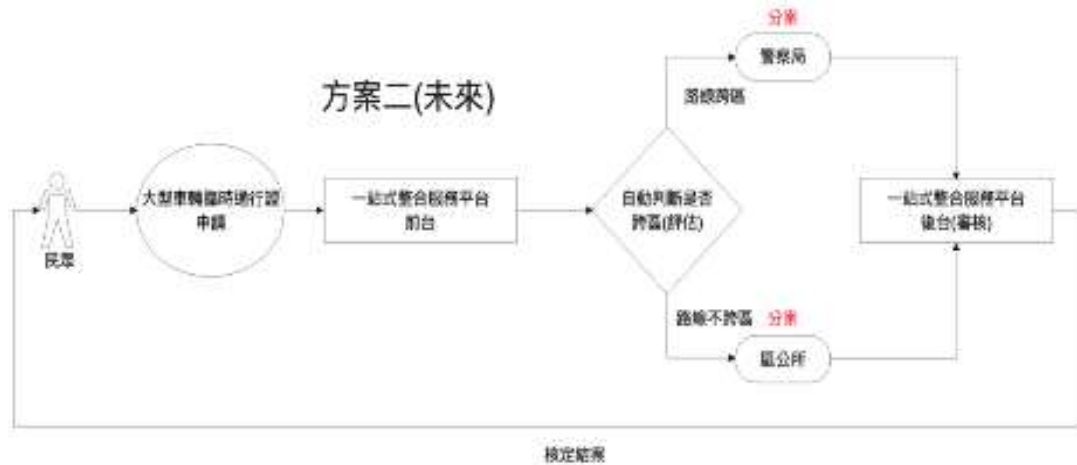 方案二(未來)
民眾
大型車輛臨時通行證
申請
一站式整合服務平台
前台
自動判斷是否
跨區(評估)
路線跨區
分案
警察局
路線不跨區
分案
區公所
一站式整合服務平台
後台(審核)
核定結案